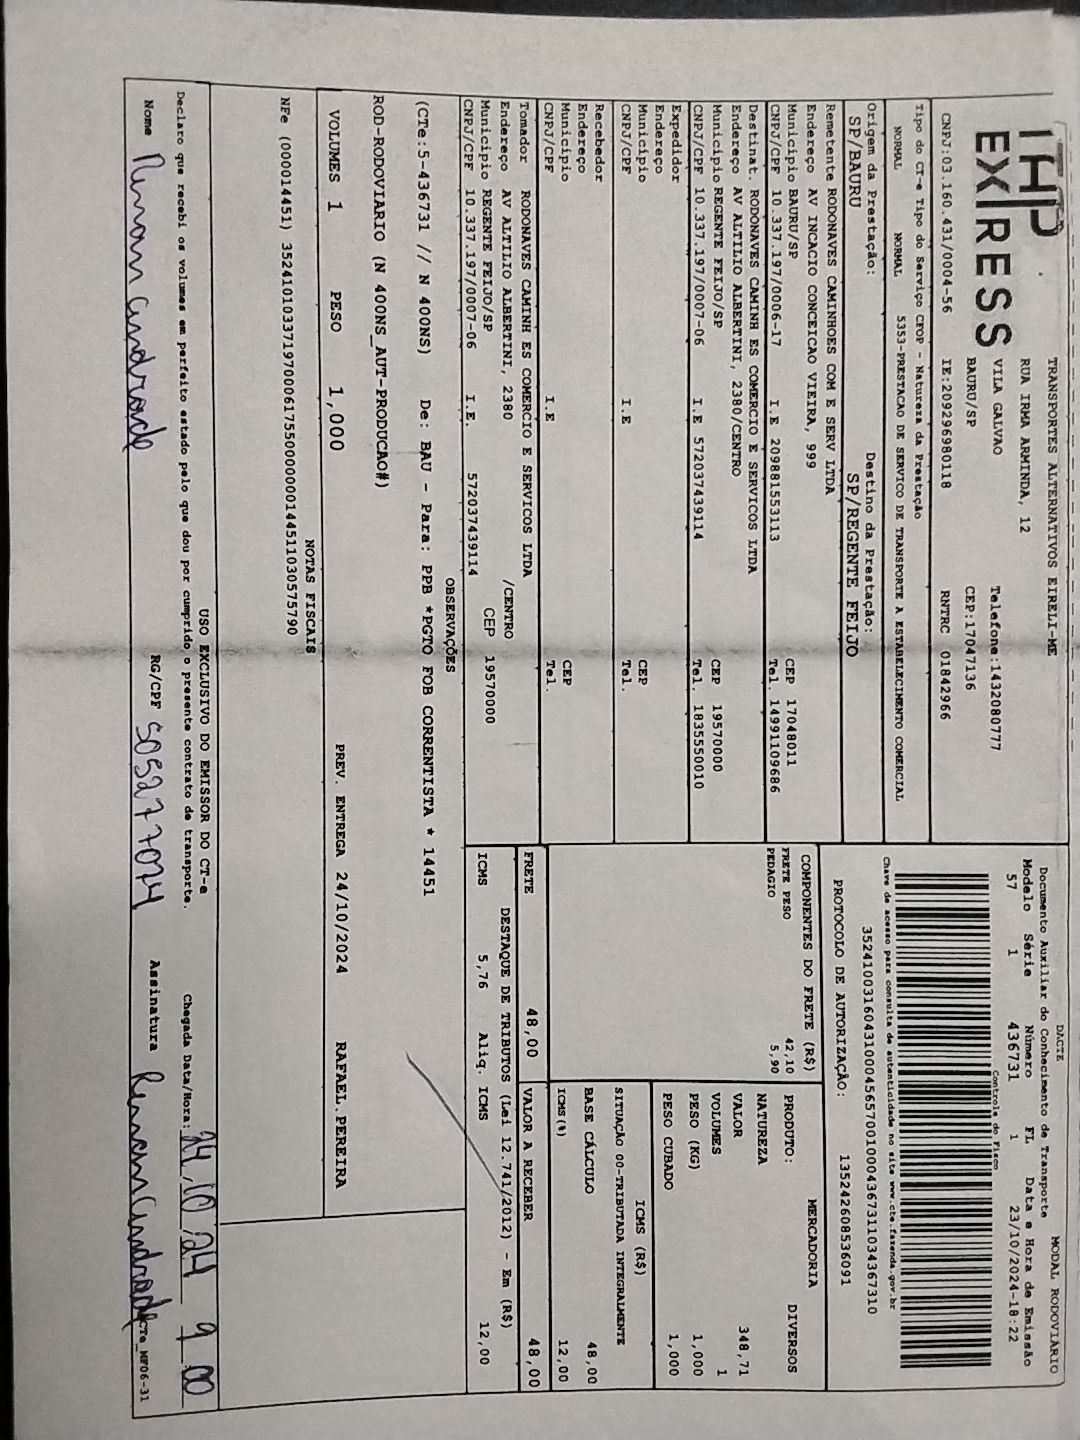 THP
EXPRESS
TRANSPORTES ALTERNATIVOS EIRELI-ME
RUA IRMA ARMINDA, 12
VILA GALVAO Telefone:1432080777
BAURU/SP CEP:17047136
CNPJ:03.160.431/0004-56 IE:209296980118 RNTRC 01842966
Tipo do CT-e Tipo do Serviço CFOP - Natureza da Prestação
NORMAL NORMAL 5353-PRESTACAO DE SERVICO DE TRANSPORTE A ESTABELECIMENTO COMERCIAL
Origem da Prestação: Destino da Prestação:
SP/BAURU SP/REGENTE FEIJO
Remetente RODONAVES CAMINHOES COM E SERV LTDA
Endereço AV INCACIO CONCEICAO VIEIRA, 999
Município BAURU/SP CEP 17048011
CNPJ/CPF 10.337.197/0006-17 I.E 209881553113 Tel. 14991109686
Destinat. RODONAVES CAMINH ES COMERCIO E SERVICOS LTDA
Endereço AV ALTILIO ALBERTINI, 2380/CENTRO
Município REGENTE FEIJO/SP CEP 19570000
CNPJ/CPF 10.337.197/0007-06 I.E 572037439114 Tel. 1835550010
Expedidor
Endereço
Município CEP
CNPJ/CPF I.E Tel.
Recebedor
Endereço
Município CEP
CNPJ/CPF I.E Tel.
Tomador RODONAVES CAMINH ES COMERCIO E SERVICOS LTDA
Endereço AV ALTILIO ALBERTINI, 2380 /CENTRO
Município REGENTE FEIJO/SP CEP 19570000
CNPJ/CPF 10.337.197/0007-06 I.E. 572037439114
DACTE MODAL RODOVIÁRIO
Documento Auxiliar do Conhecimento de Transporte
Modelo Série Número FL Data e Hora de Emissão
57 1 436731 1 23/10/2024-18:22
Controle do Fisco
Chave de acesso para consulta de autenticidade no site www.cte.fazenda.gov.br
35241003160431000456570010004367311034367310
PROTOCOLO DE AUTORIZAÇÃO: 135242608536091
COMPONENTES DO FRETE (R$)
FRETE PESO 42,10
PEDAGIO 5,90
MERCADORIA
PRODUTO: DIVERSOS
NATUREZA
VALOR 348,71
VOLUMES 1
PESO (KG) 1,000
PESO CUBADO 1,000
ICMS (R$)
SITUAÇÃO 00-TRIBUTADA INTEGRALMENTE
BASE CÁLCULO 48,00
ICMS(%) 12,00
FRETE 48,00 VALOR A RECEBER 48,00
DESTAQUE DE TRIBUTOS (Lei 12.741/2012) - Em (R$)
ICMS 5,76 Aliq. ICMS 12,00
OBSERVAÇÕES
(CTe:5-436731 // N 400NS) De: BAU - Para: PPB *PGTO FOB CORRENTISTA * 14451
ROD-RODOVIARIO (N 400NS_AUT-PRODUCAO#)
VOLUMES 1 PESO 1,000 PREV. ENTREGA 24/10/2024 RAFAEL.PEREIRA
NOTAS FISCAIS
NFe (000014451) 35241010337197000617550000000144511030575790
USO EXCLUSIVO DO EMISSOR DO CT-e
Declaro que recebi os volumes em perfeito estado pelo que dou por cumprido o presente contrato de transporte. Chegada Data/Hora: 24/10/24 9:00
Nome Renan Andrade RG/CPF 505277074 Assinatura Renan Andrade CTe_MF06-31